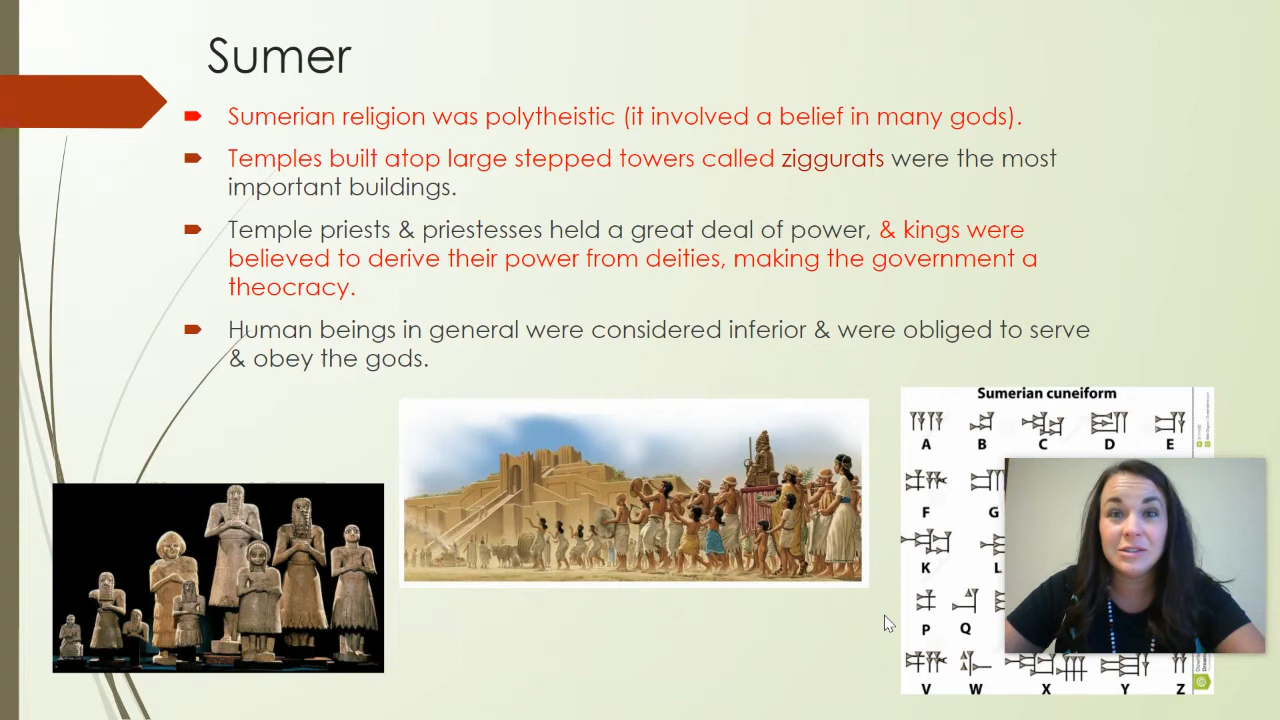 Sumer
Sumerian religion was polytheistic (it involved a belief in many gods).
Temples built atop large stepped towers called ziggurats were the most
important buildings.
Temple priests & priestesses held a great deal of power, & kings were
believed to derive their power from deities, making the government a
theocracy.
Human beings in general were considered inferior & were obliged to serve
& obey the gods.
Sumerian cuneiform
A B C D E
F G
K L
P Q
V W X Y Z